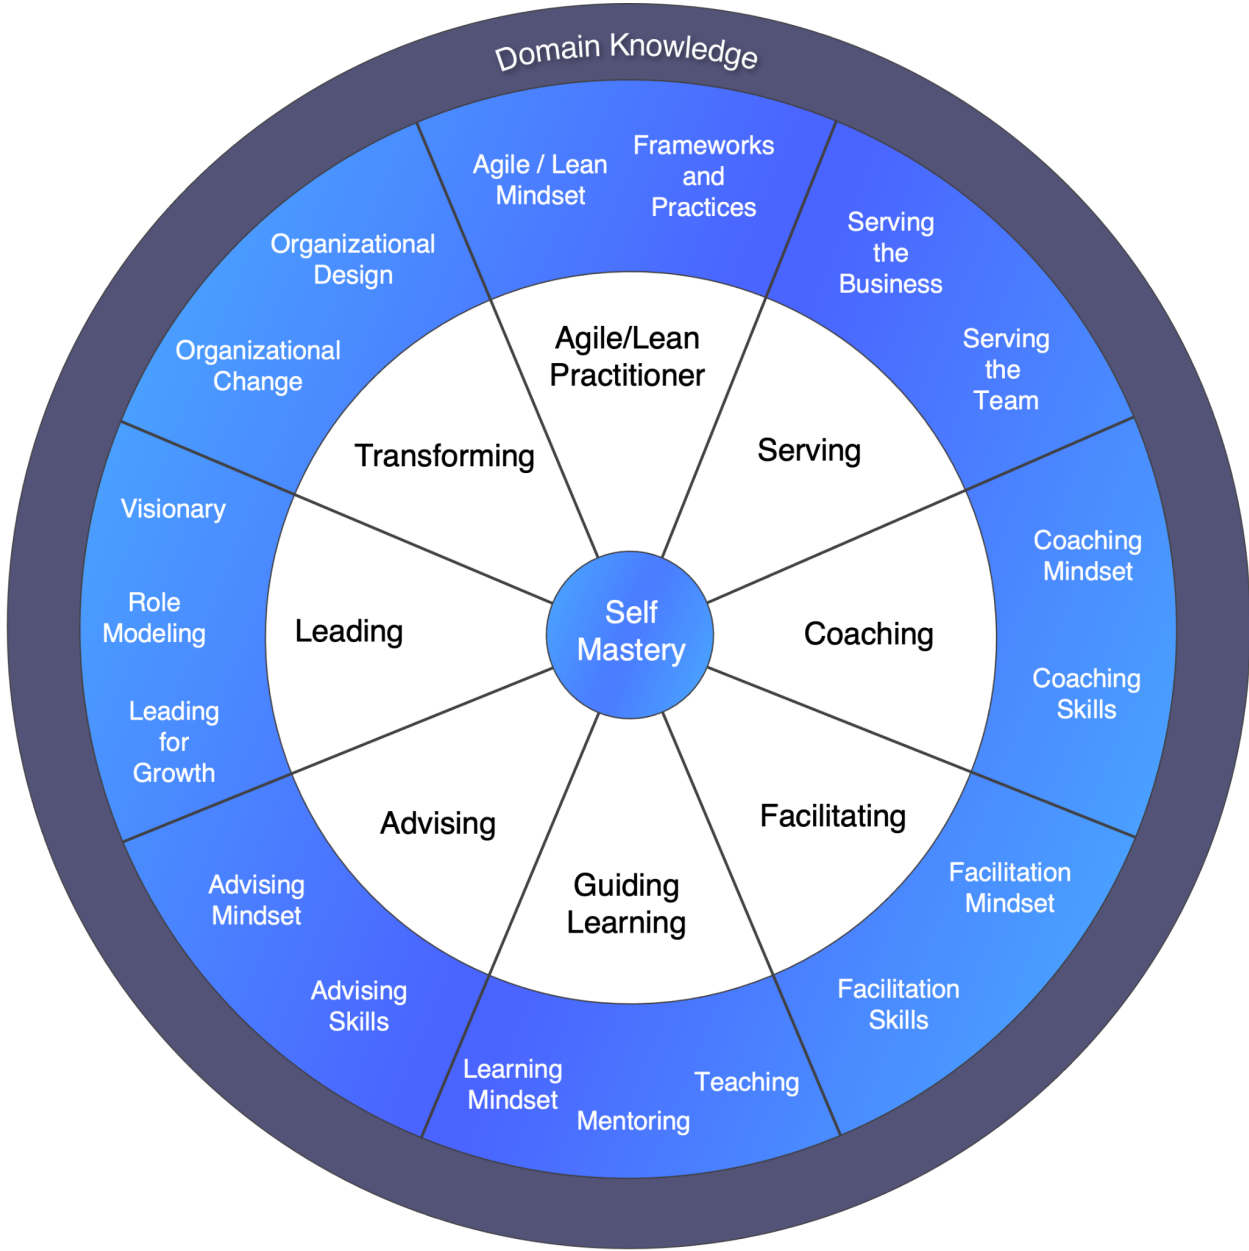 Domain Knowledge
Agile / Lean
Mindset
Frameworks
and
Practices
Serving
the
Business
Serving
the
Team
Coaching
Mindset
Coaching
Skills
Facilitation
Mindset
Facilitation
Skills
Teaching
Mentoring
Learning
Mindset
Advising
Skills
Advising
Mindset
Leading
for
Growth
Role
Modeling
Visionary
Organizational
Change
Organizational
Design
Agile/Lean
Practitioner
Serving
Coaching
Facilitating
Guiding
Learning
Advising
Leading
Transforming
Self
Mastery